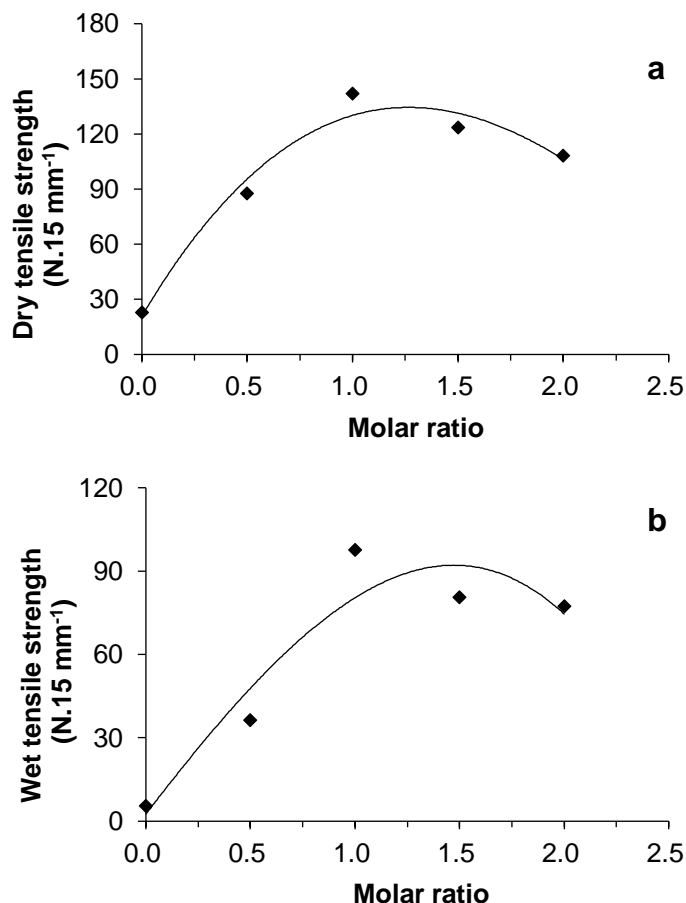 180
150
120
90
60
30
0
Dry tensile strength
(N.15 mm⁻¹)
a
0.0 0.5 1.0 1.5 2.0 2.5
Molar ratio
120
90
60
30
0
Wet tensile strength
(N.15 mm⁻¹)
b
0.0 0.5 1.0 1.5 2.0 2.5
Molar ratio